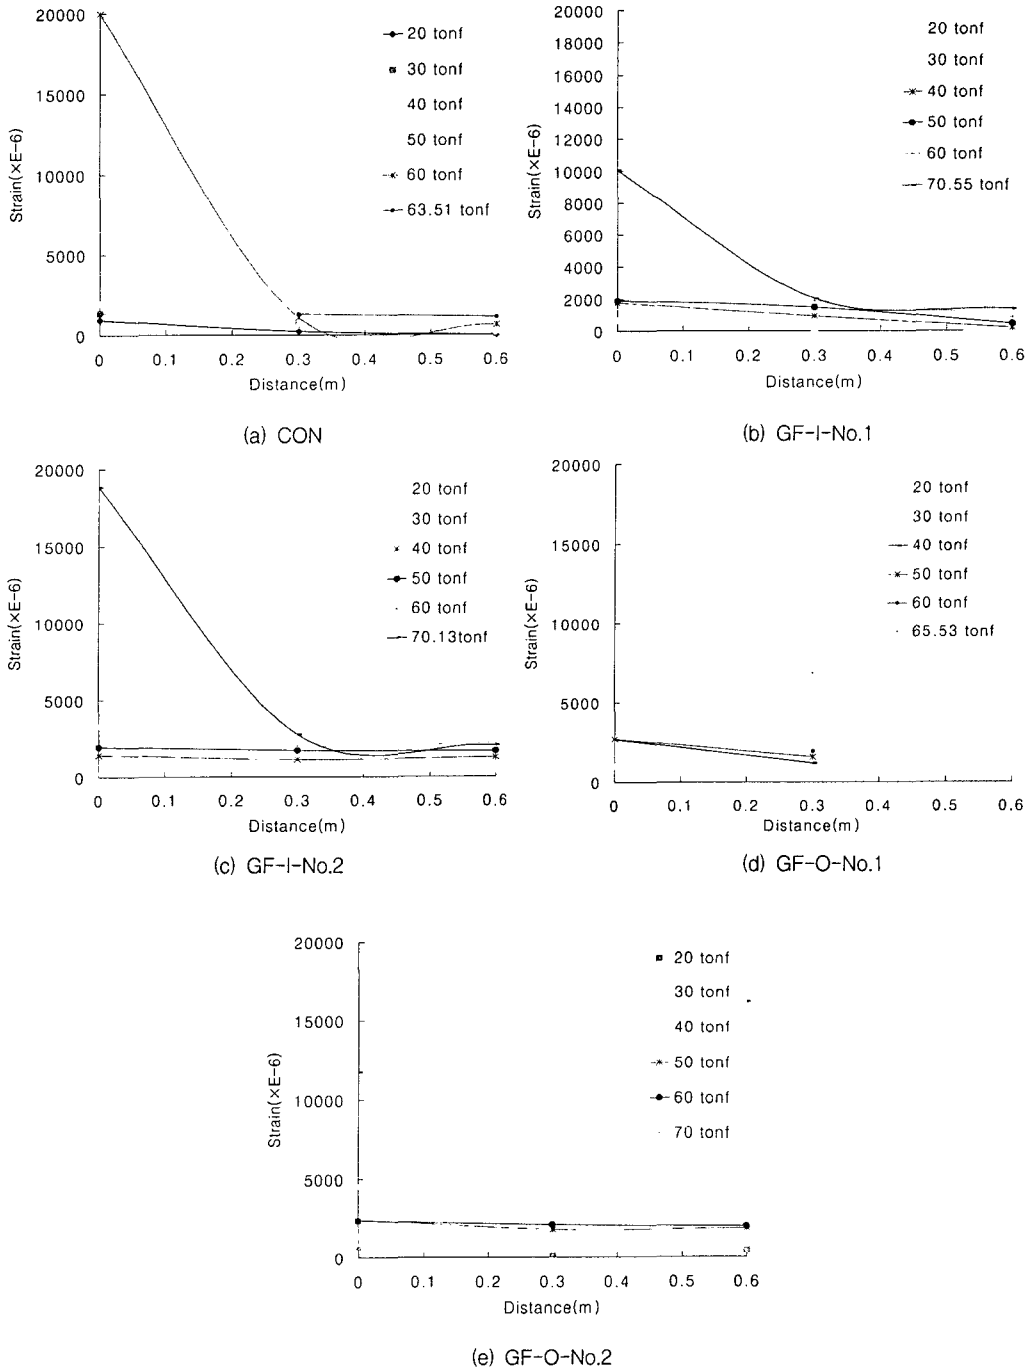 Strain(×E-6)
20000
15000
10000
5000
0
0 0.1 0.2 0.3 0.4 0.5 0.6
Distance(m)
20 tonf
30 tonf
40 tonf
50 tonf
60 tonf
63.51 tonf
(a) CON
Strain(×E-6)
20000
18000
16000
14000
12000
10000
8000
6000
4000
2000
0
0 0.1 0.2 0.3 0.4 0.5 0.6
Distance(m)
20 tonf
30 tonf
40 tonf
50 tonf
60 tonf
70.55 tonf
(b) GF-I-No.1
Strain(×E-6)
20000
15000
10000
5000
0
0 0.1 0.2 0.3 0.4 0.5 0.6
Distance(m)
20 tonf
30 tonf
40 tonf
50 tonf
60 tonf
70.13tonf
(c) GF-I-No.2
Strain(×E-6)
20000
15000
10000
5000
0
0 0.1 0.2 0.3 0.4 0.5 0.6
Distance(m)
20 tonf
30 tonf
40 tonf
50 tonf
60 tonf
65.53 tonf
(d) GF-O-No.1
Strain(×E-6)
20000
15000
10000
5000
0
0 0.1 0.2 0.3 0.4 0.5 0.6
Distance(m)
20 tonf
30 tonf
40 tonf
50 tonf
60 tonf
70 tonf
(e) GF-O-No.2